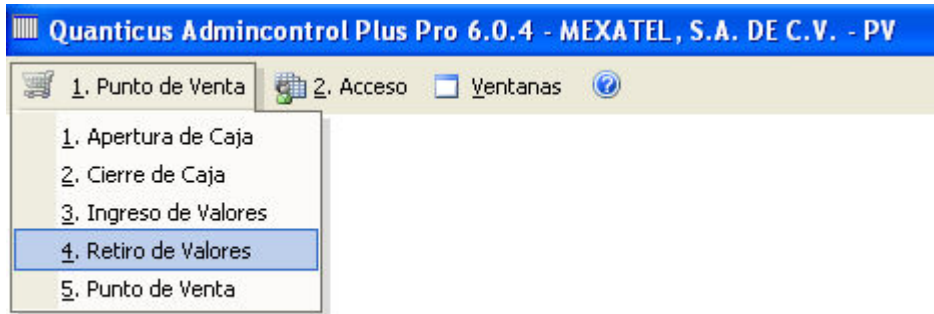 Quanticus Admincontrol Plus Pro 6.0.4 - MEXATEL, S.A. DE C.V. - PV
1. Punto de Venta 2. Acceso Ventanas ?
1. Apertura de Caja
2. Cierre de Caja
3. Ingreso de Valores
4. Retiro de Valores
5. Punto de Venta